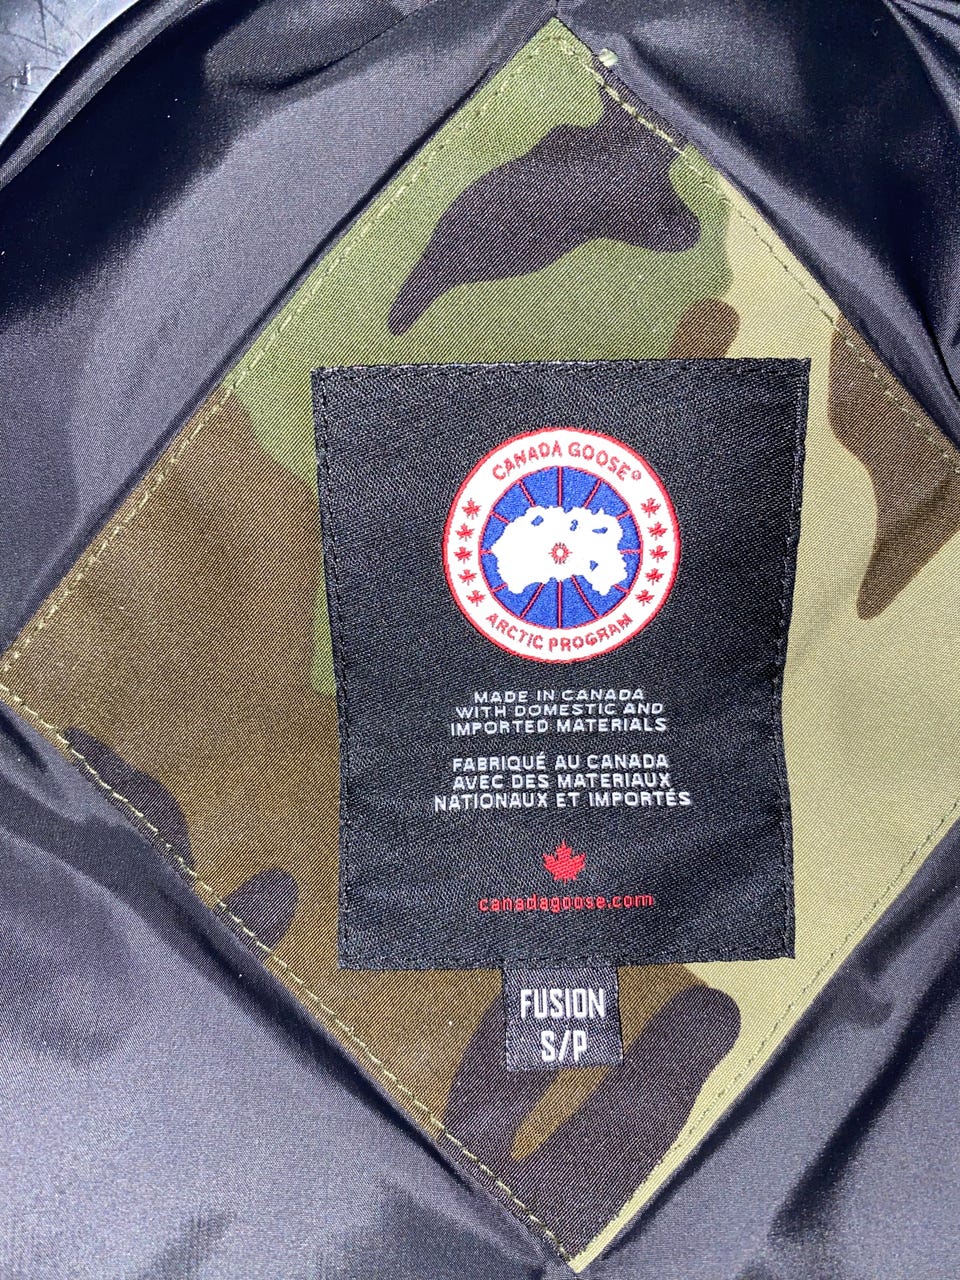 CANADA GOOSE®
ARCTIC PROGRAM
MADE IN CANADA
WITH DOMESTIC AND
IMPORTED MATERIALS
FABRIQUÉ AU CANADA
AVEC DES MATERIAUX
NATIONAUX ET IMPORTÉS
canadagoose.com
FUSION
S/P